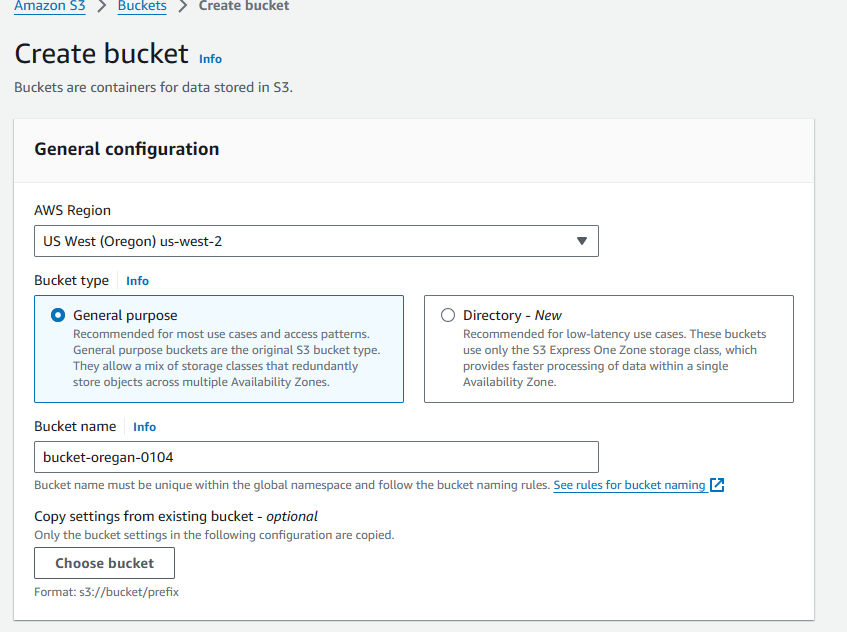 Amazon S3 > Buckets > Create bucket
Create bucket Info
Buckets are containers for data stored in S3.
General configuration
AWS Region
US West (Oregon) us-west-2
Bucket type Info
General purpose
Recommended for most use cases and access patterns.
General purpose buckets are the original S3 bucket type.
They allow a mix of storage classes that redundantly
store objects across multiple Availability Zones.
Directory - New
Recommended for low-latency use cases. These buckets
use only the S3 Express One Zone storage class, which
provides faster processing of data within a single
Availability Zone.
Bucket name Info
bucket-oregan-0104
Bucket name must be unique within the global namespace and follow the bucket naming rules. See rules for bucket naming
Copy settings from existing bucket - optional
Only the bucket settings in the following configuration are copied.
Choose bucket
Format: s3://bucket/prefix